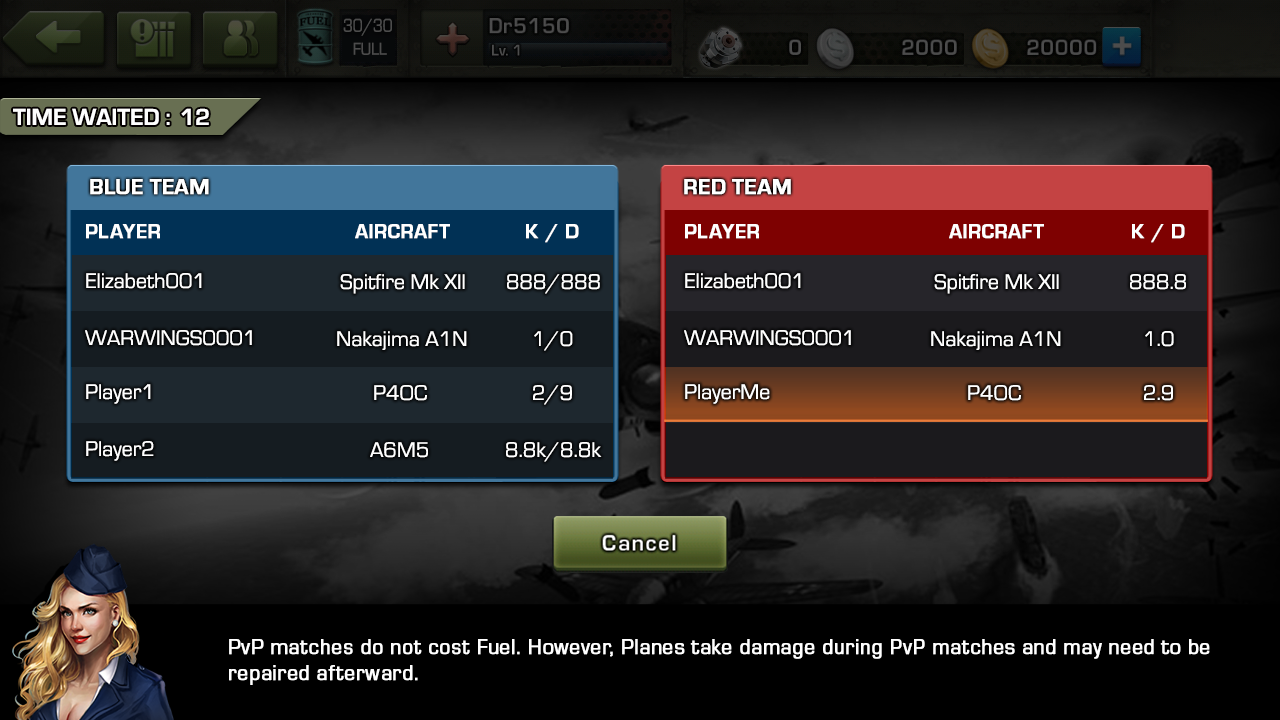 FUEL
30/30
FULL
Dr5150
Lv. 1
0
2000
20000
TIME WAITED : 12
BLUE TEAM
PLAYER AIRCRAFT K / D
Elizabeth001 Spitfire Mk XII 888/888
WARWINGS0001 Nakajima A1N 1/0
Player1 P40C 2/9
Player2 A6M5 8.8k/8.8k
RED TEAM
PLAYER AIRCRAFT K / D
Elizabeth001 Spitfire Mk XII 888.8
WARWINGS0001 Nakajima A1N 1.0
PlayerMe P40C 2.9
Cancel
PvP matches do not cost Fuel. However, Planes take damage during PvP matches and may need to be
repaired afterward.